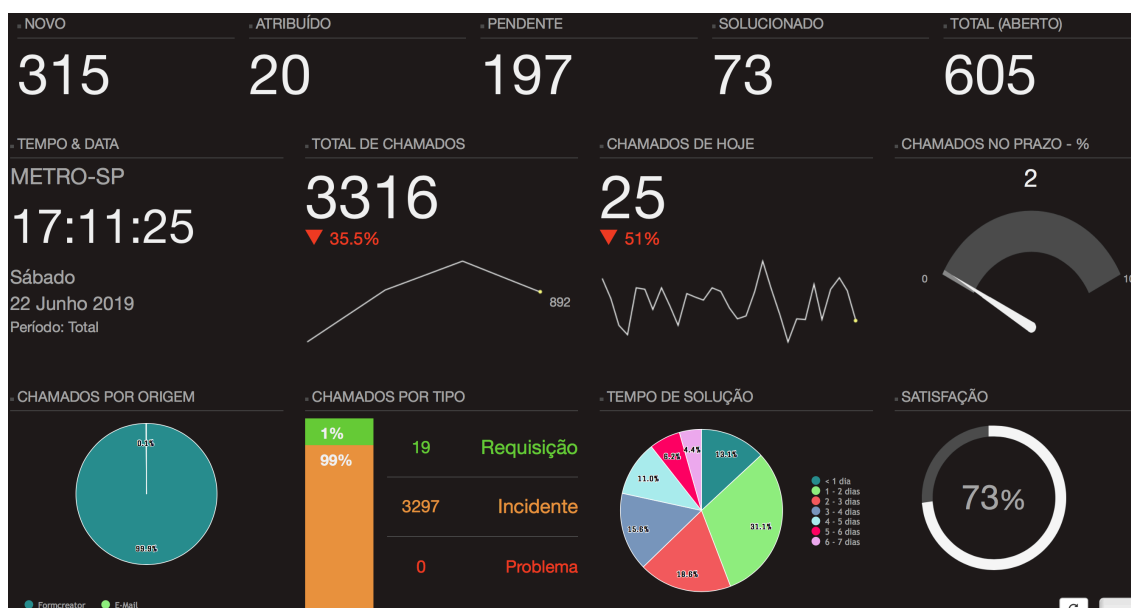 NOVO
ATRIBUÍDO
PENDENTE
SOLUCIONADO
TOTAL (ABERTO)
315
20
197
73
605
TEMPO & DATA
METRO-SP
17:11:25
Sábado
22 Junho 2019
Período: Total
TOTAL DE CHAMADOS
3316
▼ 35.5%
892
CHAMADOS DE HOJE
25
▼ 51%
CHAMADOS NO PRAZO - %
2
0
10
CHAMADOS POR ORIGEM
0.1%
99.9%
Formcreator
E-Mail
CHAMADOS POR TIPO
1%
99%
19 Requisição
3297 Incidente
0 Problema
TEMPO DE SOLUÇÃO
13.1%
31.1%
18.6%
15.6%
11.0%
6.2%
4.4%
< 1 dia
1 - 2 dias
2 - 3 dias
3 - 4 dias
4 - 5 dias
5 - 6 dias
6 - 7 dias
SATISFAÇÃO
73%